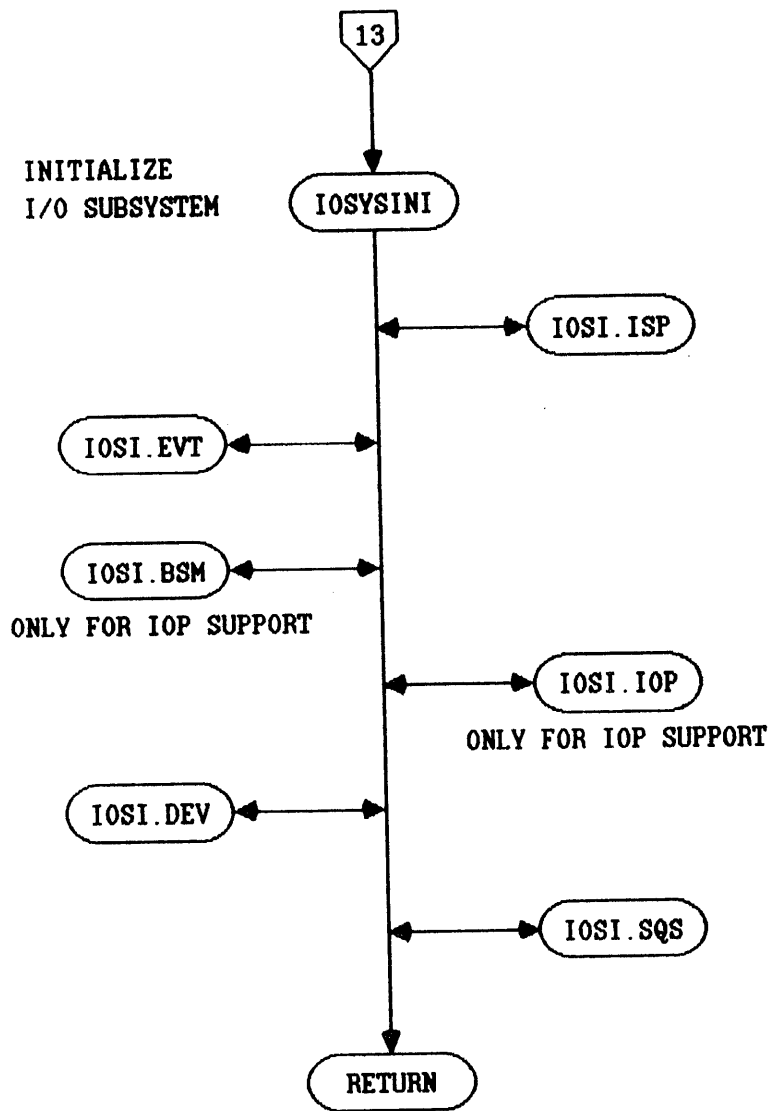 13
INITIALIZE
I/O SUBSYSTEM
IOSYSINI
IOSI.ISP
IOSI.EVT
IOSI.BSM
ONLY FOR IOP SUPPORT
IOSI.IOP
ONLY FOR IOP SUPPORT
IOSI.DEV
IOSI.SQS
RETURN